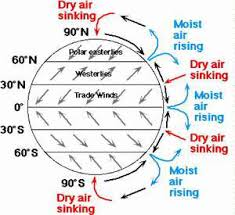 Dry air
sinking
90°N
Moist
air
rising
Polar easterlies
60°N
Westerlies
Dry air
sinking
30°N
Trade Winds
Moist
air
rising
0°
30°S
Dry air
sinking
60°S
Moist
air
rising
90°S
Dry air
sinking